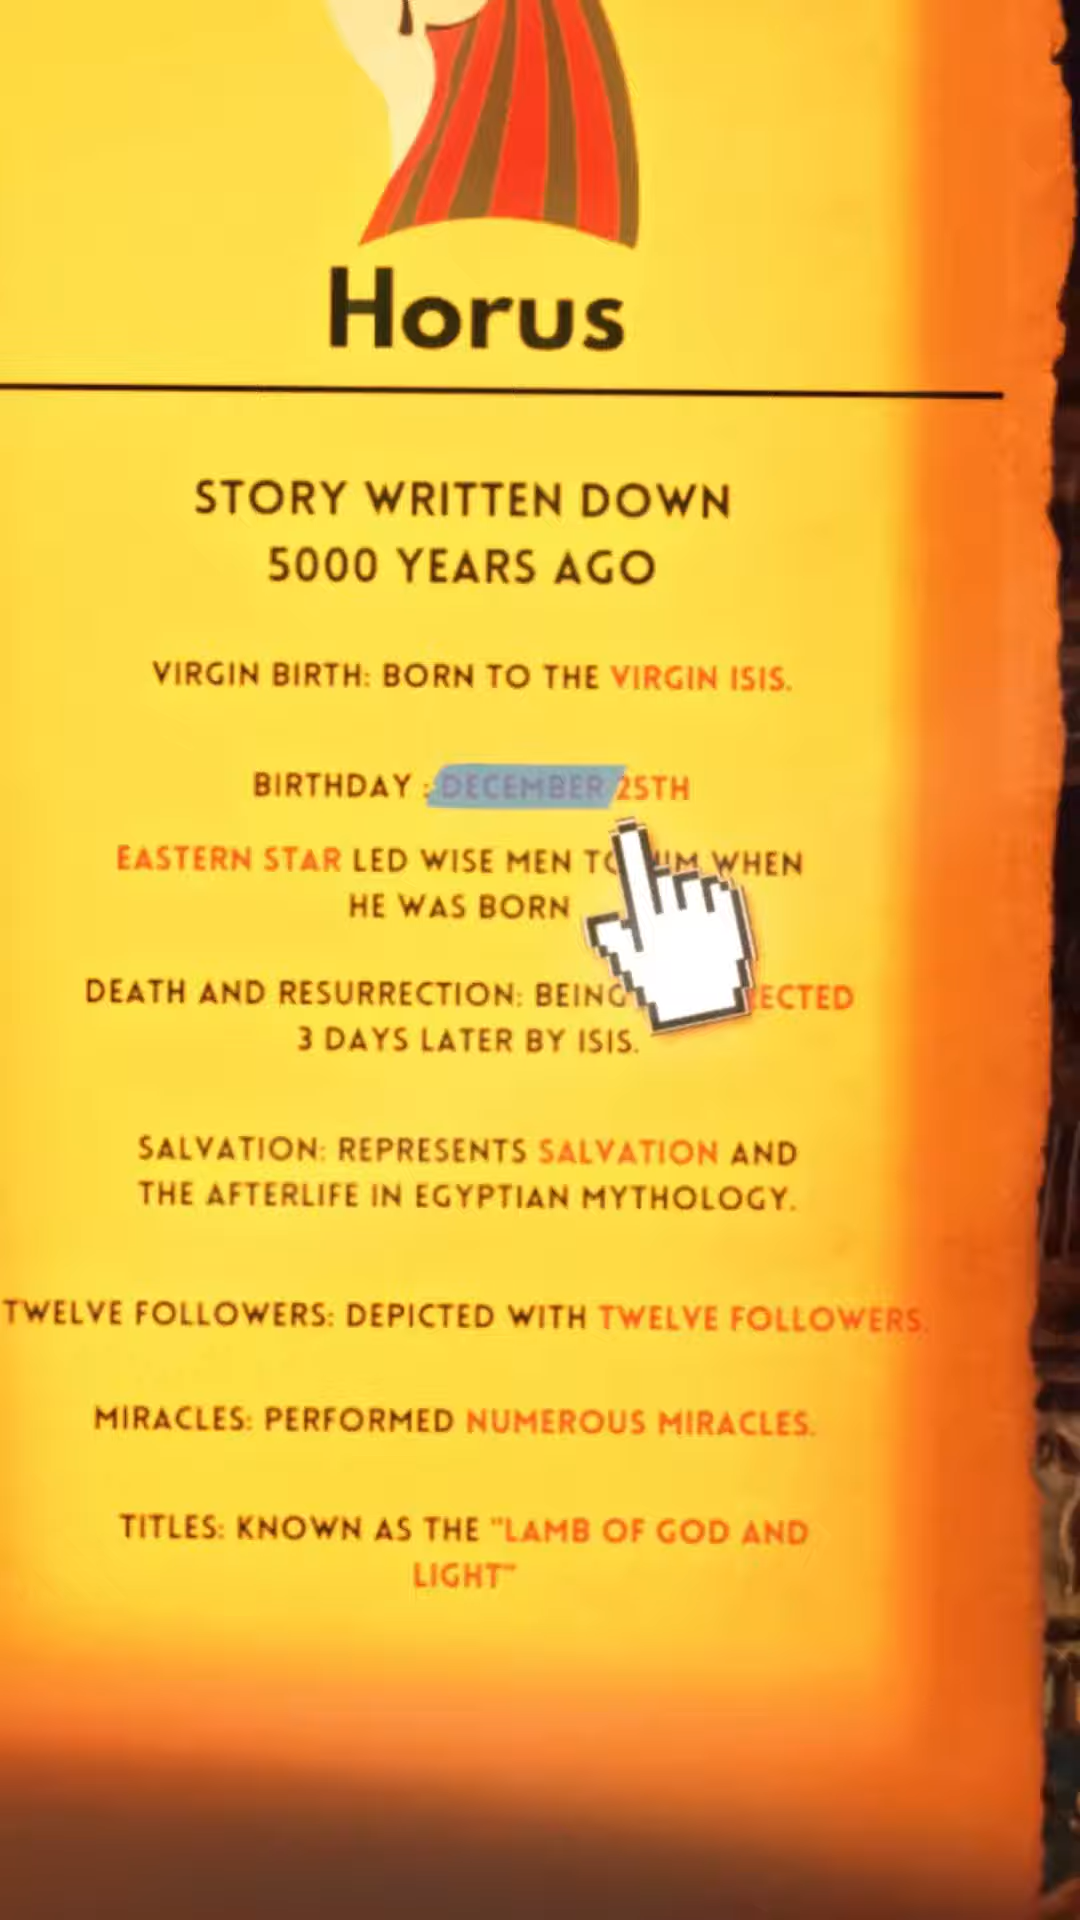 Horus
STORY WRITTEN DOWN
5000 YEARS AGO
VIRGIN BIRTH: BORN TO THE VIRGIN ISIS.
BIRTHDAY : DECEMBER 25TH
EASTERN STAR LED WISE MEN TO HIM WHEN
HE WAS BORN
DEATH AND RESURRECTION: BEING
3 DAYS LATER BY ISIS.
SALVATION: REPRESENTS SALVATION AND
THE AFTERLIFE IN EGYPTIAN MYTHOLOGY.
TWELVE FOLLOWERS: DEPICTED WITH TWELVE FOLLOWERS.
MIRACLES: PERFORMED NUMEROUS MIRACLES.
TITLES: KNOWN AS THE "LAMB OF GOD AND
LIGHT"